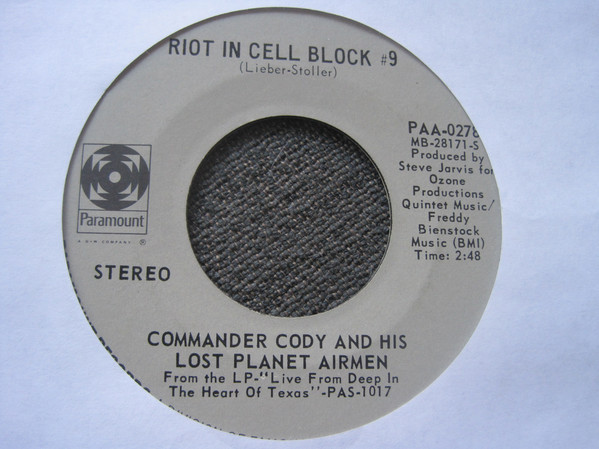 RIOT IN CELL BLOCK #9
(Lieber-Stoller)
PAA-0278
MB-28171-S
Produced by
Steve Jarvis for
Ozone
Productions
Quintet Music/
Freddy
Bienstock
Music (BMI)
Time: 2:48
Paramount
A G+W COMPANY ®
STEREO
COMMANDER CODY AND HIS
LOST PLANET AIRMEN
From the LP-"Live From Deep In
The Heart Of Texas"-PAS-1017